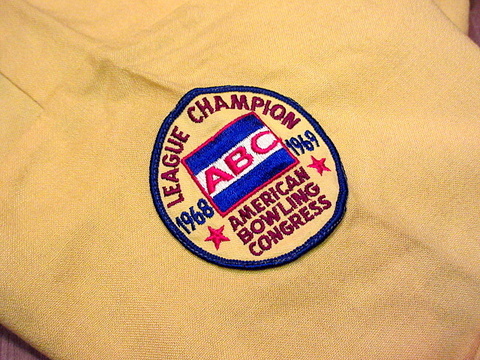 LEAGUE CHAMPION
ABC
1968
1969
AMERICAN
BOWLING
CONGRESS